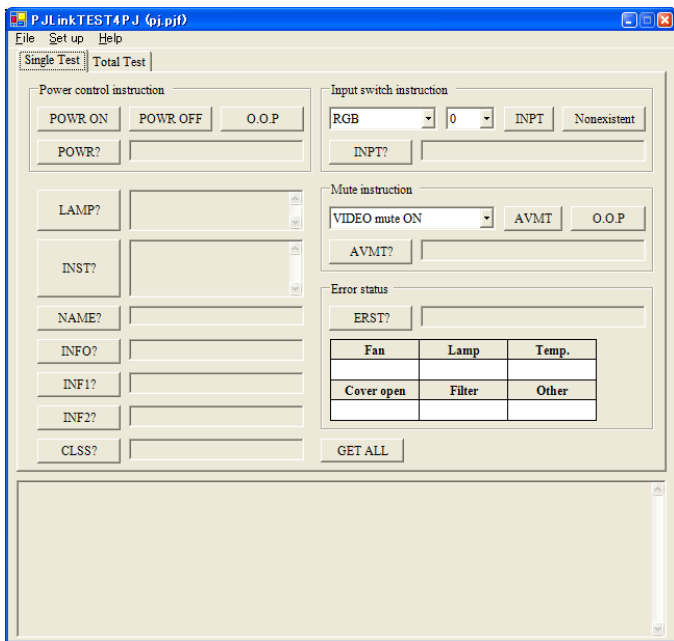 PJLinkTEST4PJ (pj.pjf)
File Set up Help
Single Test Total Test
Power control instruction
POWR ON POWR OFF O.O.P
POWR?
Input switch instruction
RGB 0 INPT Nonexistent
INPT?
LAMP?
INST?
NAME?
INFO?
INF1?
INF2?
CLSS?
Mute instruction
VIDEO mute ON AVMT O.O.P
AVMT?
Error status
ERST?
Fan Lamp Temp.
Cover open Filter Other
GET ALL